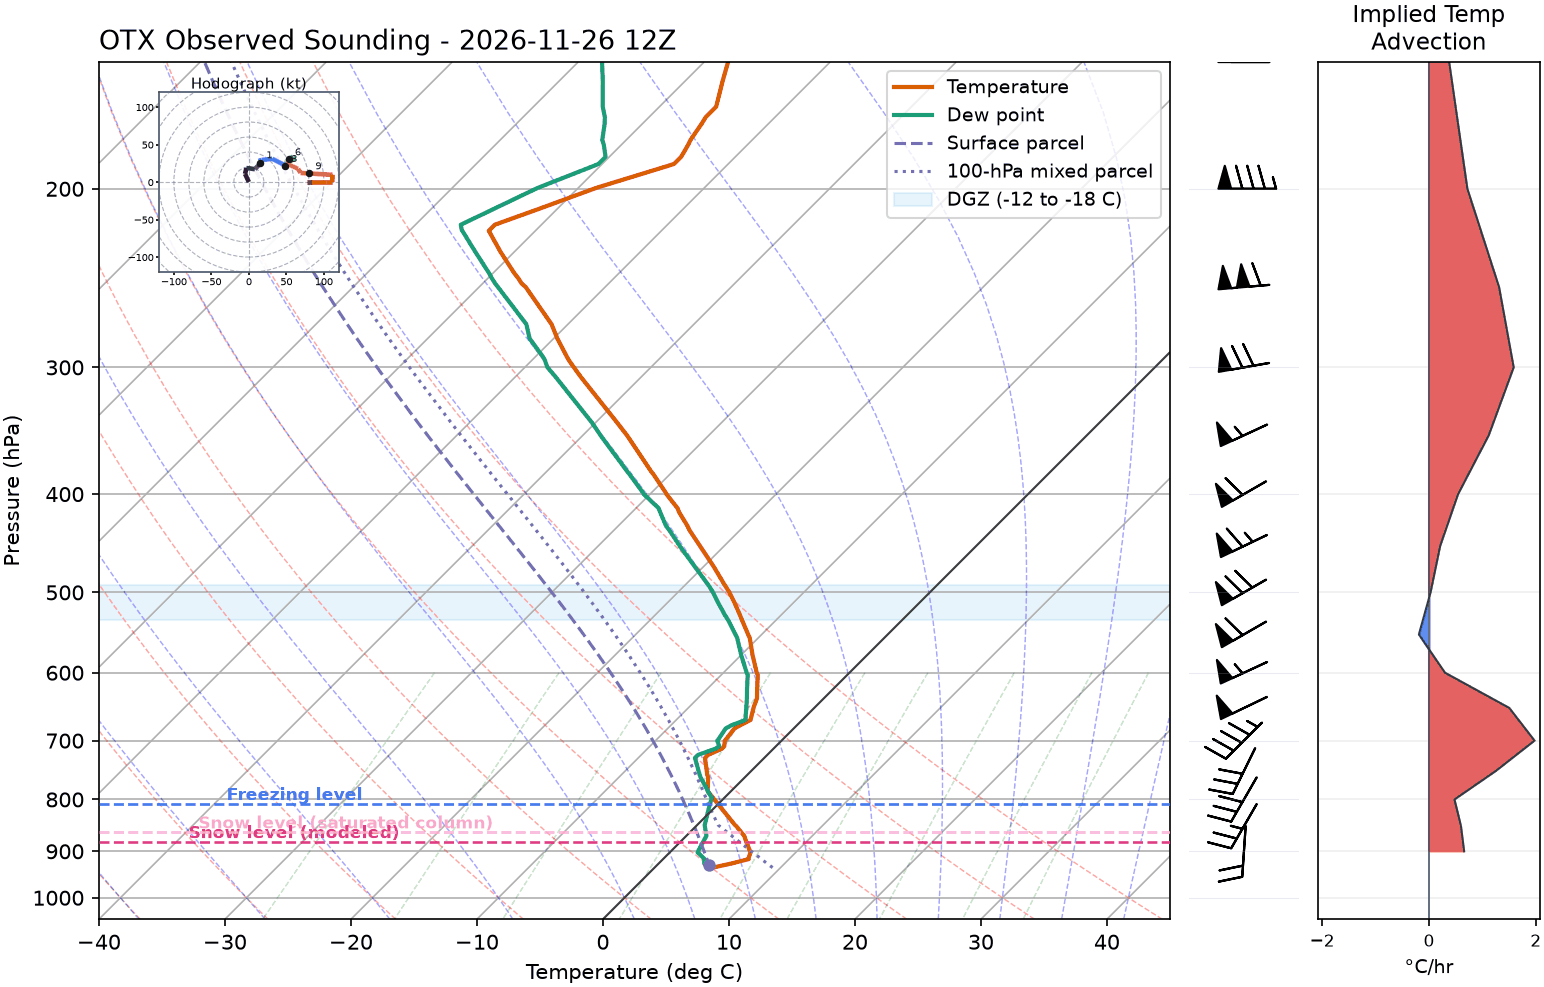 OTX Observed Sounding - 2026-11-26 12Z
Implied Temp
Advection
Hodograph (kt)
100
50
0
−50
−100
−100
−50
0
50
100
1
3
6
9
Temperature
Dew point
Surface parcel
100-hPa mixed parcel
DGZ (-12 to -18 C)
200
300
400
500
600
700
800
900
1000
Pressure (hPa)
Freezing level
Snow level (saturated column)
Snow level (modeled)
−40
−30
−20
−10
0
10
20
30
40
Temperature (deg C)
−2
0
2
°C/hr